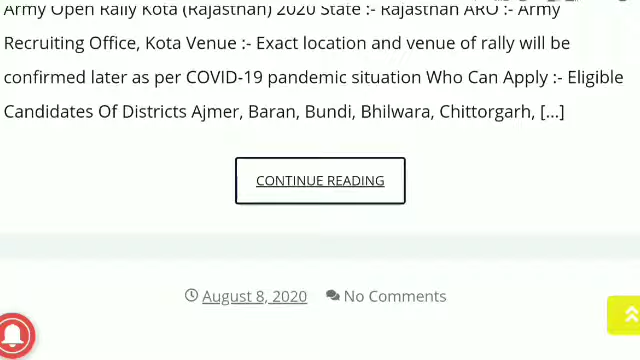 Army Open Rally Kota (Rajasthan) 2020 State :- Rajasthan ARO :- Army
Recruiting Office, Kota Venue :- Exact location and venue of rally will be
confirmed later as per COVID-19 pandemic situation Who Can Apply :- Eligible
Candidates Of Districts Ajmer, Baran, Bundi, Bhilwara, Chittorgarh, [...]
CONTINUE READING
August 8, 2020 No Comments